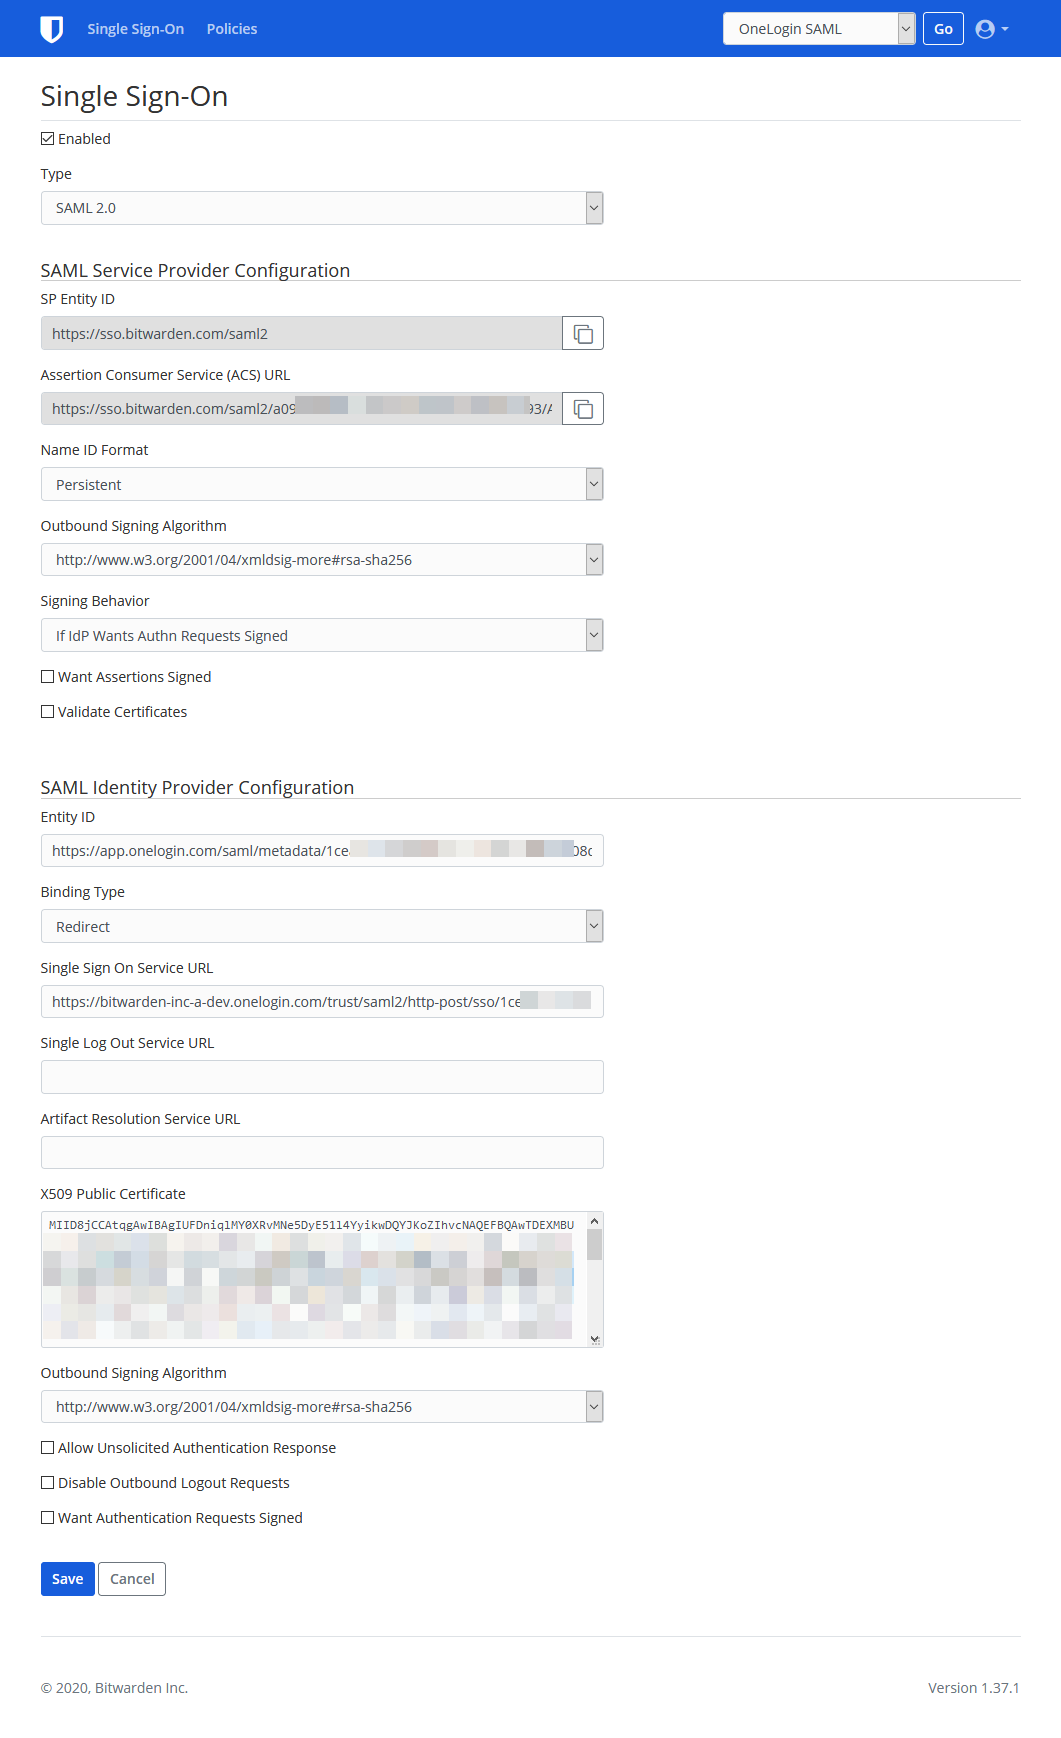 Single Sign-On Policies OneLogin SAML Go
Single Sign-On
Enabled
Type
SAML 2.0
SAML Service Provider Configuration
SP Entity ID
https://sso.bitwarden.com/saml2
Assertion Consumer Service (ACS) URL
https://sso.bitwarden.com/saml2/a09 93/A
Name ID Format
Persistent
Outbound Signing Algorithm
http://www.w3.org/2001/04/xmldsig-more#rsa-sha256
Signing Behavior
If IdP Wants Authn Requests Signed
Want Assertions Signed
Validate Certificates
SAML Identity Provider Configuration
Entity ID
https://app.onelogin.com/saml/metadata/1ce 08c
Binding Type
Redirect
Single Sign On Service URL
https://bitwarden-inc-a-dev.onelogin.com/trust/saml2/http-post/sso/1ce
Single Log Out Service URL
Artifact Resolution Service URL
X509 Public Certificate
MIID8jCCAtqgAwIBAgIUFDniqlMY0XRvMNe5DyE51l4YyikwDQYJKoZIhvcNAQEFBQAwTDEXMBU
Outbound Signing Algorithm
http://www.w3.org/2001/04/xmldsig-more#rsa-sha256
Allow Unsolicited Authentication Response
Disable Outbound Logout Requests
Want Authentication Requests Signed
Save Cancel
© 2020, Bitwarden Inc. Version 1.37.1